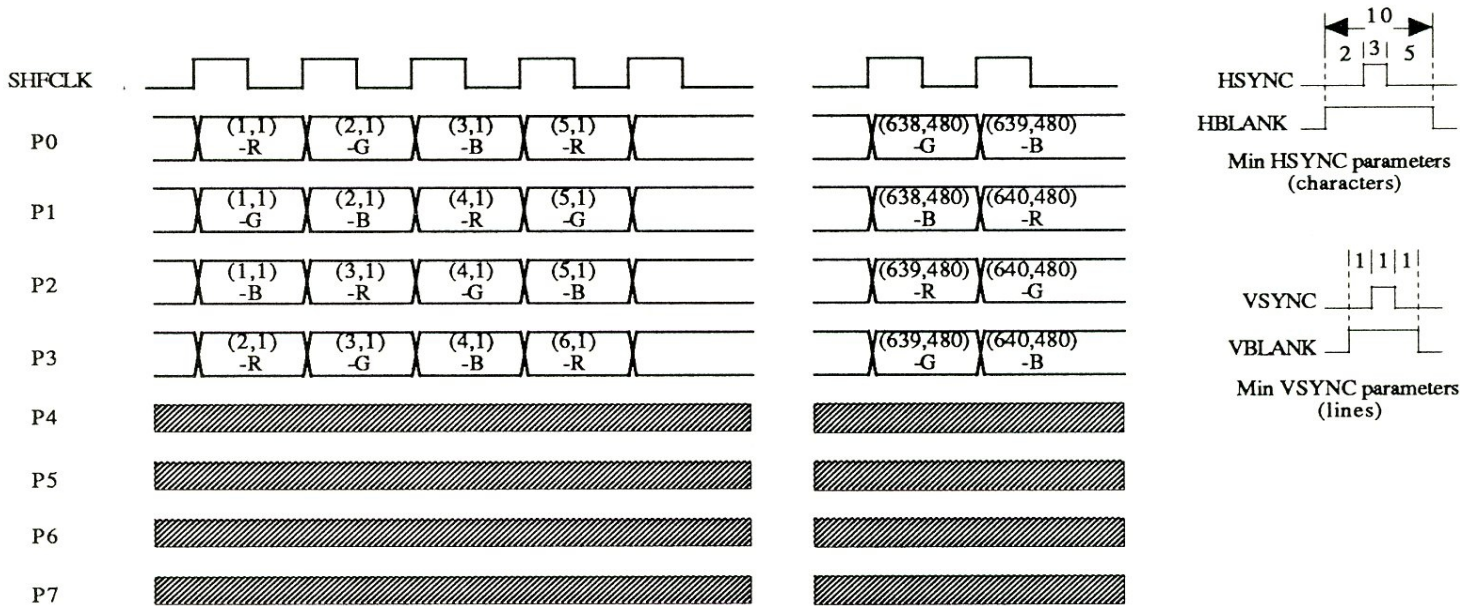 SHFCLK
P0
(1,1) (2,1) (3,1) (5,1) (638,480) (639,480)
-R -G -B -R -G -B
P1
(1,1) (2,1) (4,1) (5,1) (638,480) (640,480)
-G -B -R -G -B -R
P2
(1,1) (3,1) (4,1) (5,1) (639,480) (640,480)
-B -R -G -B -R -G
P3
(2,1) (3,1) (4,1) (6,1) (639,480) (640,480)
-R -G -B -R -G -B
P4
P5
P6
P7
10
2 3 5
HSYNC
HBLANK
Min HSYNC parameters
(characters)
1 1 1
VSYNC
VBLANK
Min VSYNC parameters
(lines)